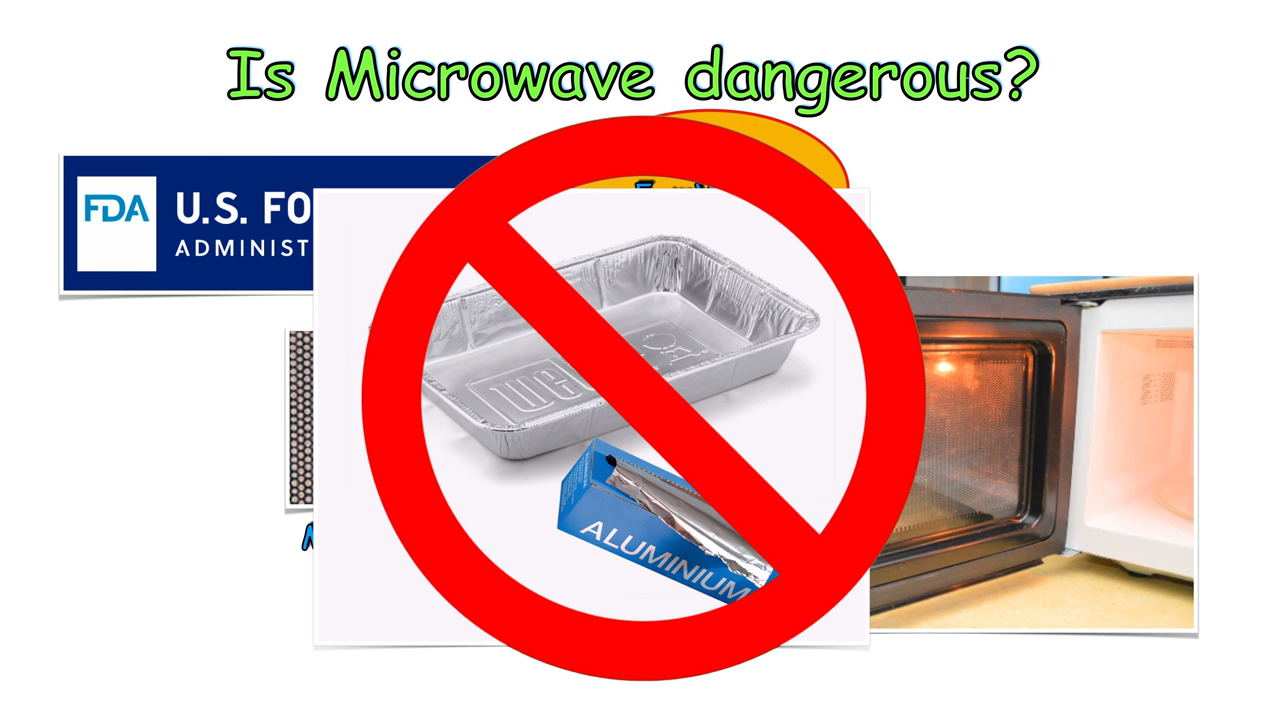 Is Microwave dangerous?
FDA
U.S. FO
ADMINIST
ALUMINIUM